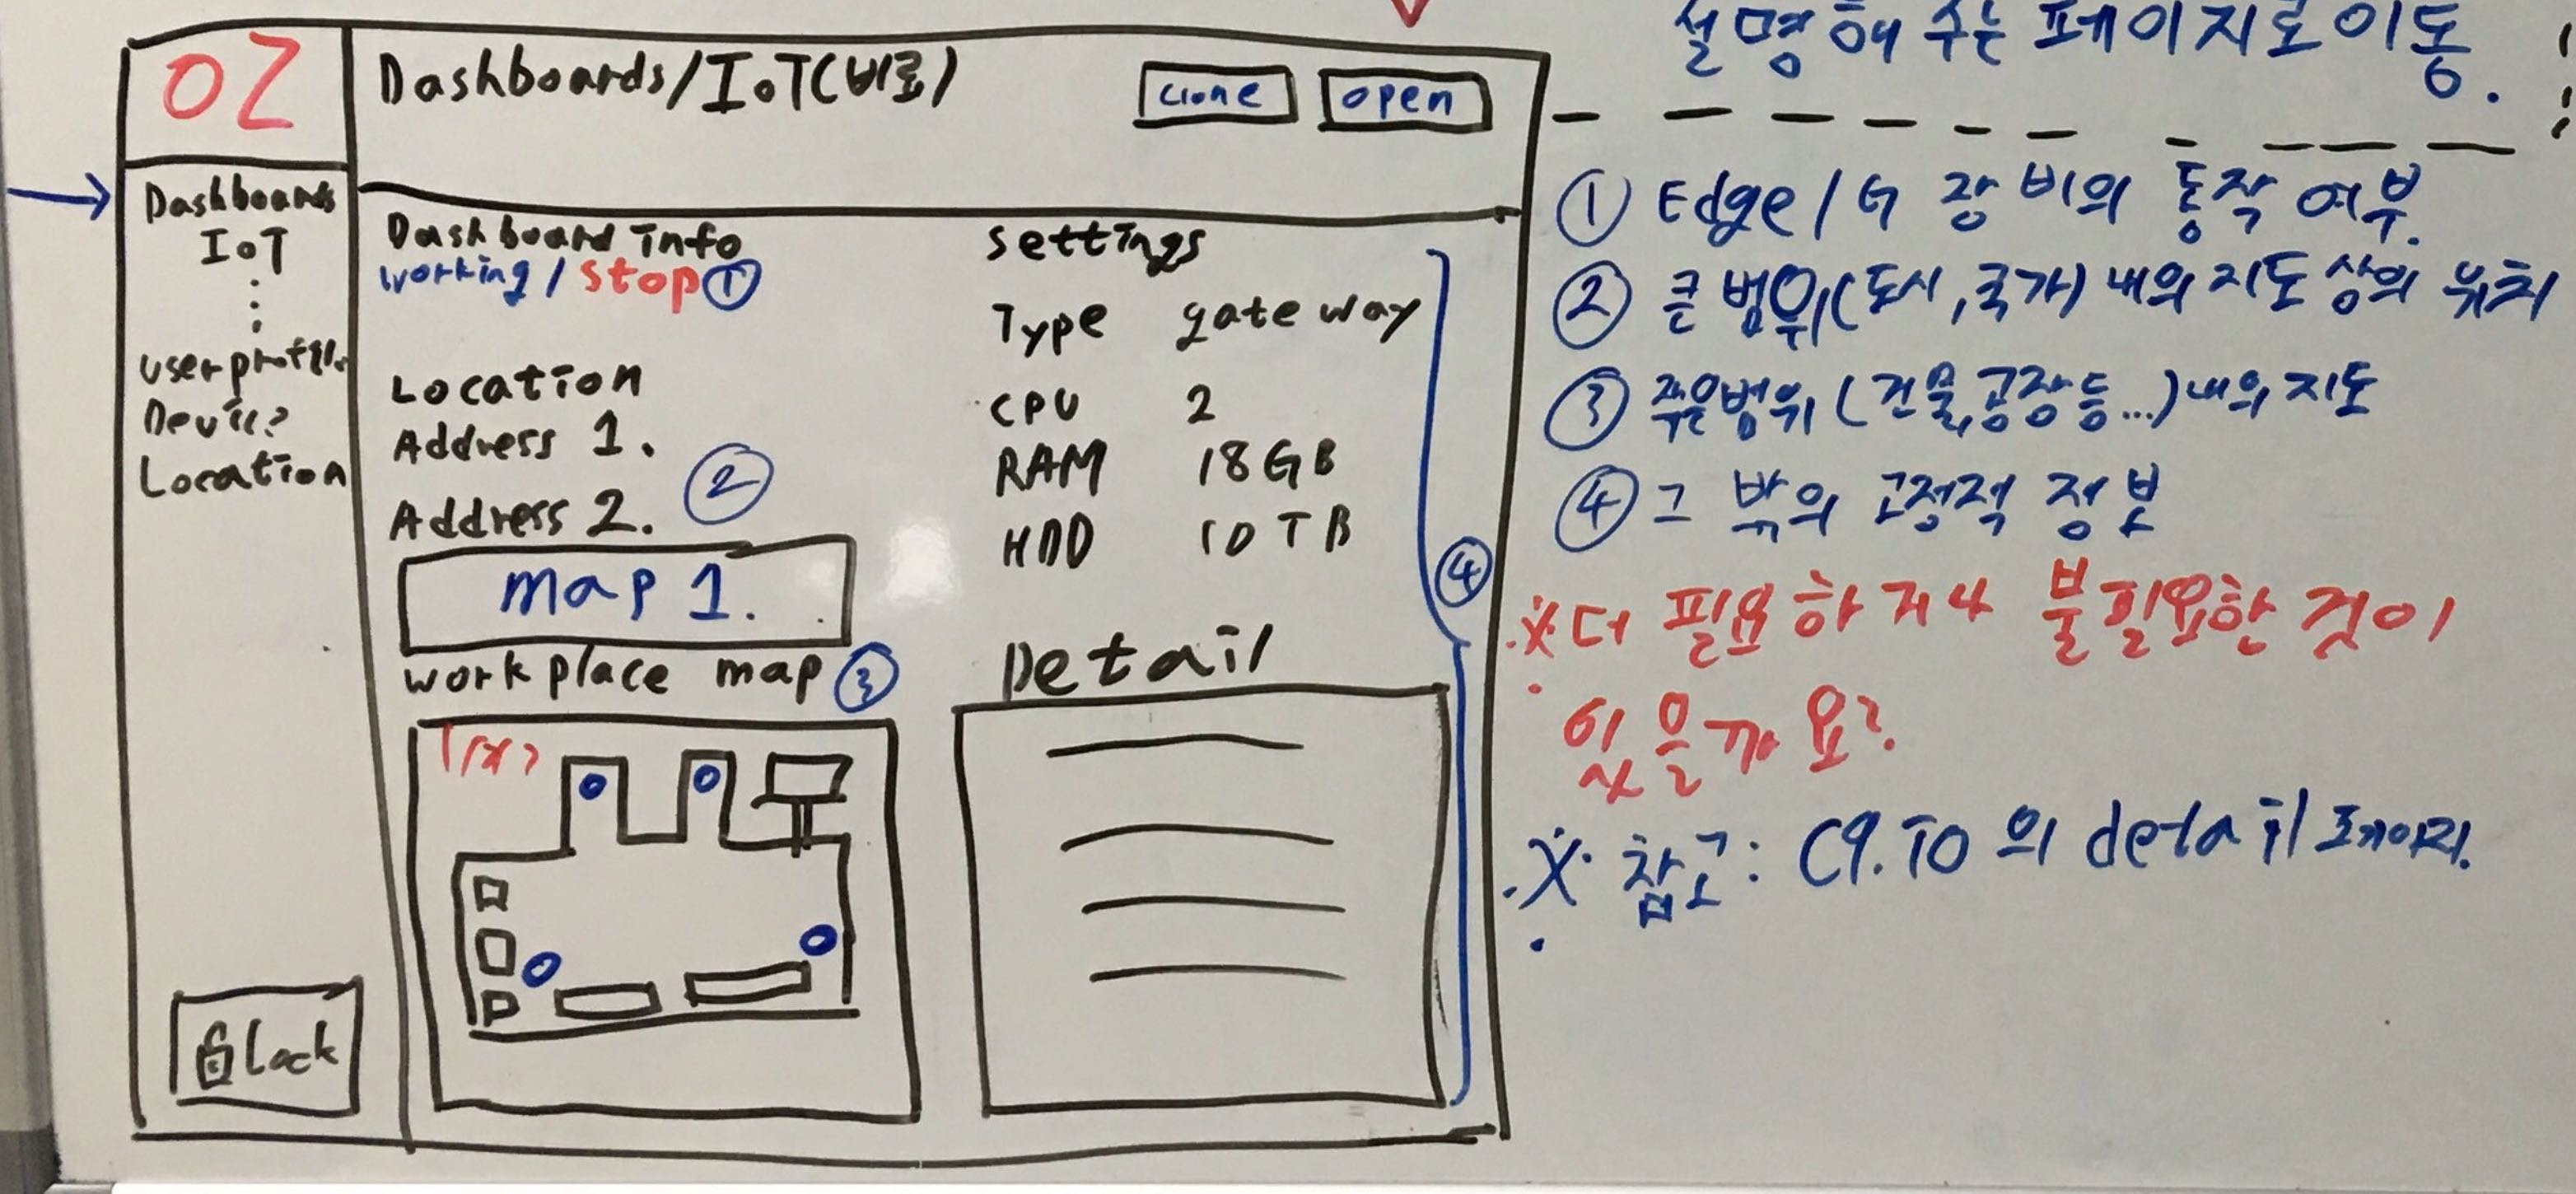 설명해 주는 페이지로 이동.
OZ
Dashboards/IoT(비료)
clone
open
Dashboards
IoT
user profile
Device
Location
Lock
Dashboard info
working / stop ①
Location
Address 1.
Address 2. ②
map 1.
workplace map ③
settings
Type gateway
CPU 2
RAM 18GB
HDD 10TB
④
Detail
① Edge/G 장비의 동작 여부.
② 큰 범위(도시,국가) 내의 지도상의 위치
③ 범위 (건물,공장 등...) 내의 지도
④ 그 밖의 고정적 정보
※ 더 필요하거나 불필요한 것이
있을까요?
※ 참고: C9.io의 detail 페이지.